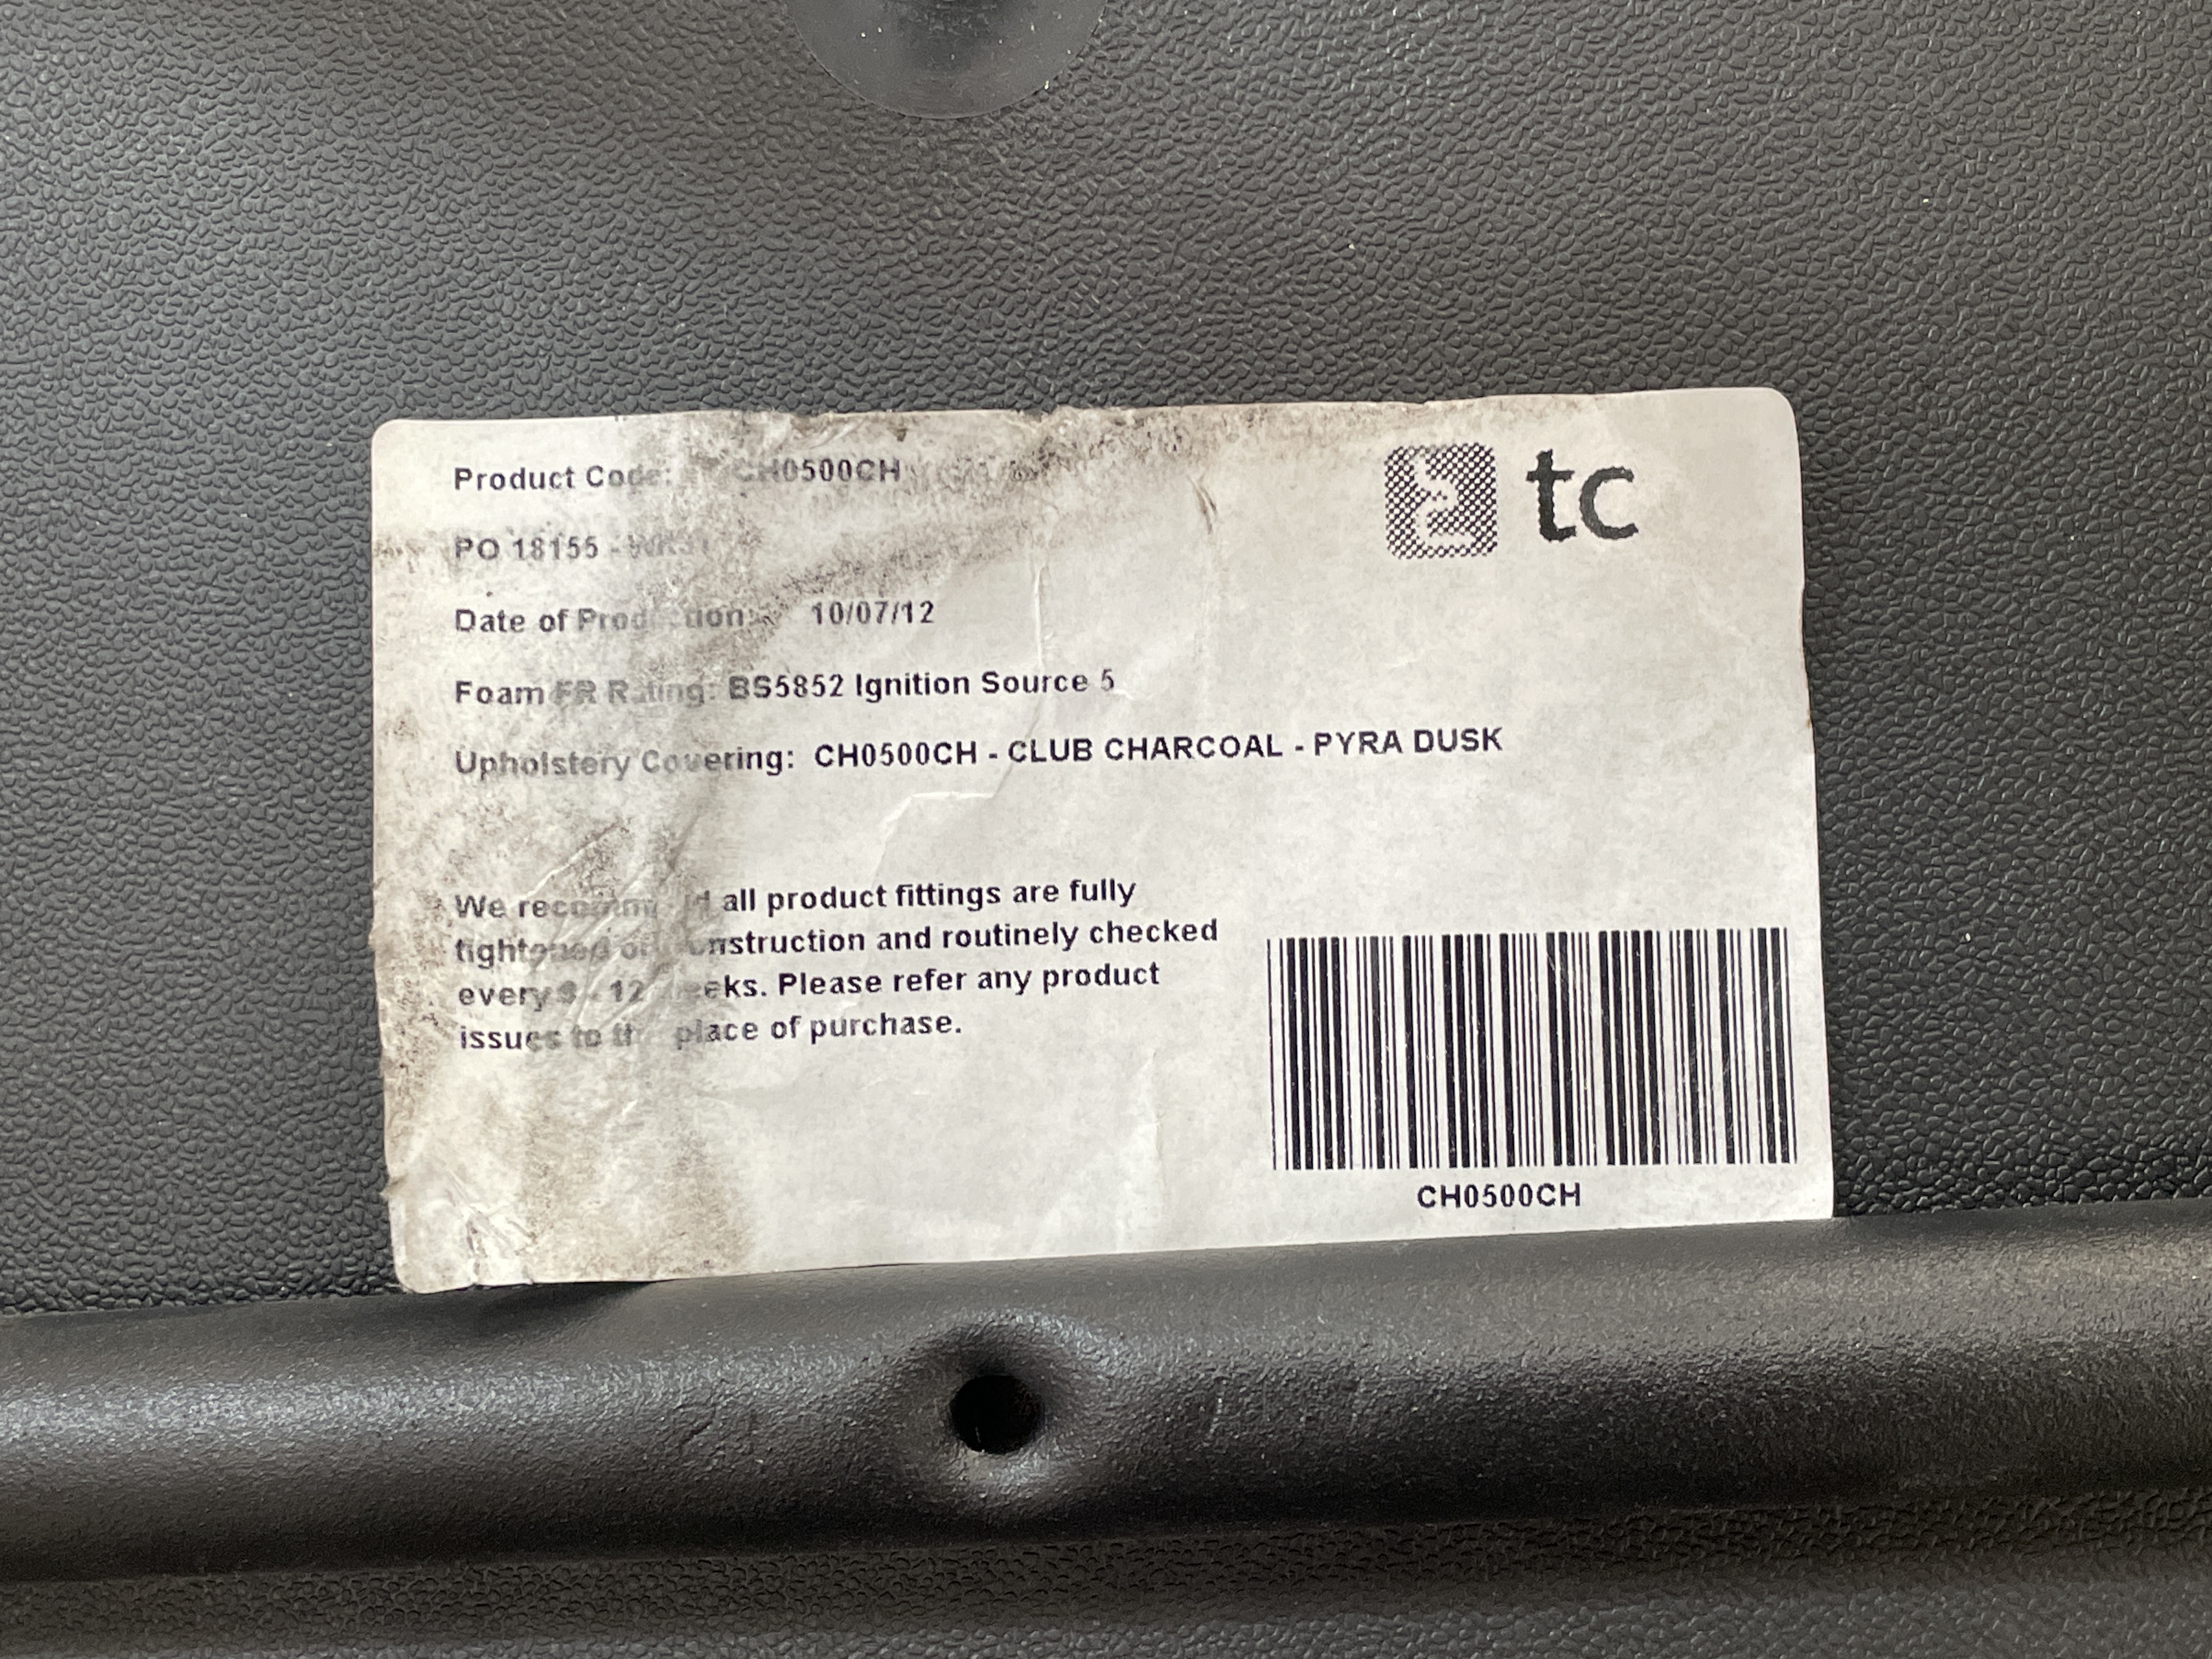 Product Code: CH0500CH
tc
PO 18155 -
Date of Production: 10/07/12
Foam FR Rating: BS5852 Ignition Source 5
Upholstery Covering: CH0500CH - CLUB CHARCOAL - PYRA DUSK
We recommend all product fittings are fully
tightened on construction and routinely checked
every - 12 weeks. Please refer any product
issues to the place of purchase.
CH0500CH